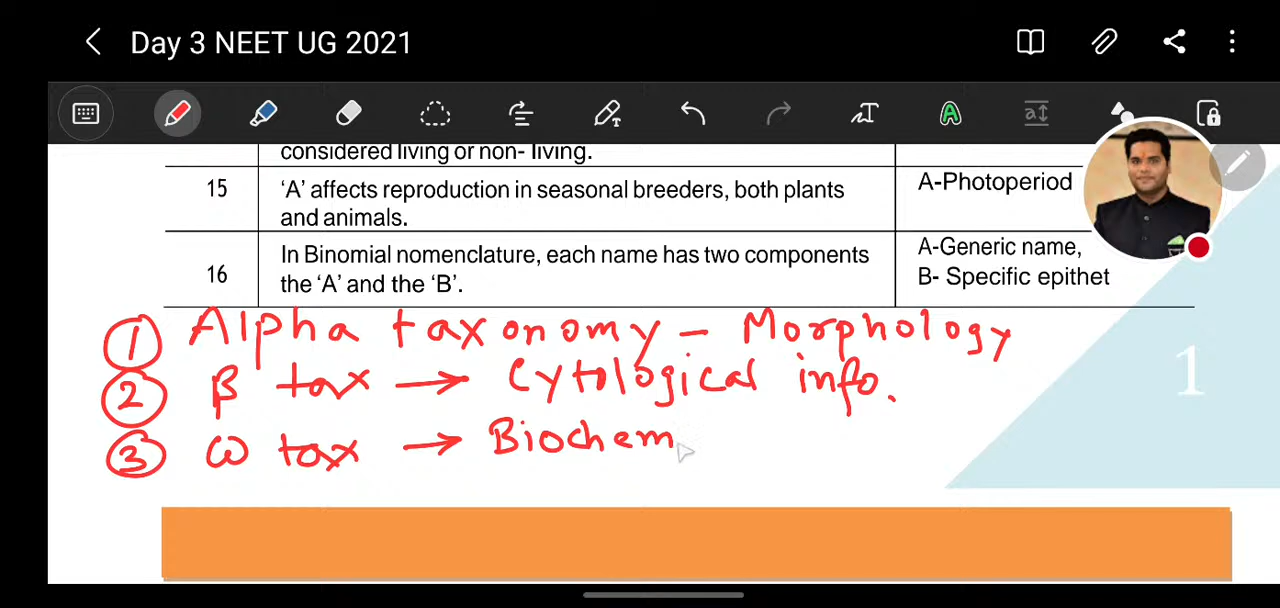 Day 3 NEET UG 2021
considered living or non- living.
15 ‘A’ affects reproduction in seasonal breeders, both plants A-Photoperiod
and animals.
In Binomial nomenclature, each name has two components A-Generic name,
16 the ‘A’ and the ‘B’. B- Specific epithet
① Alpha taxonomy - Morphology
② β tax → Cytological info.
③ ω tax → Biochem
1